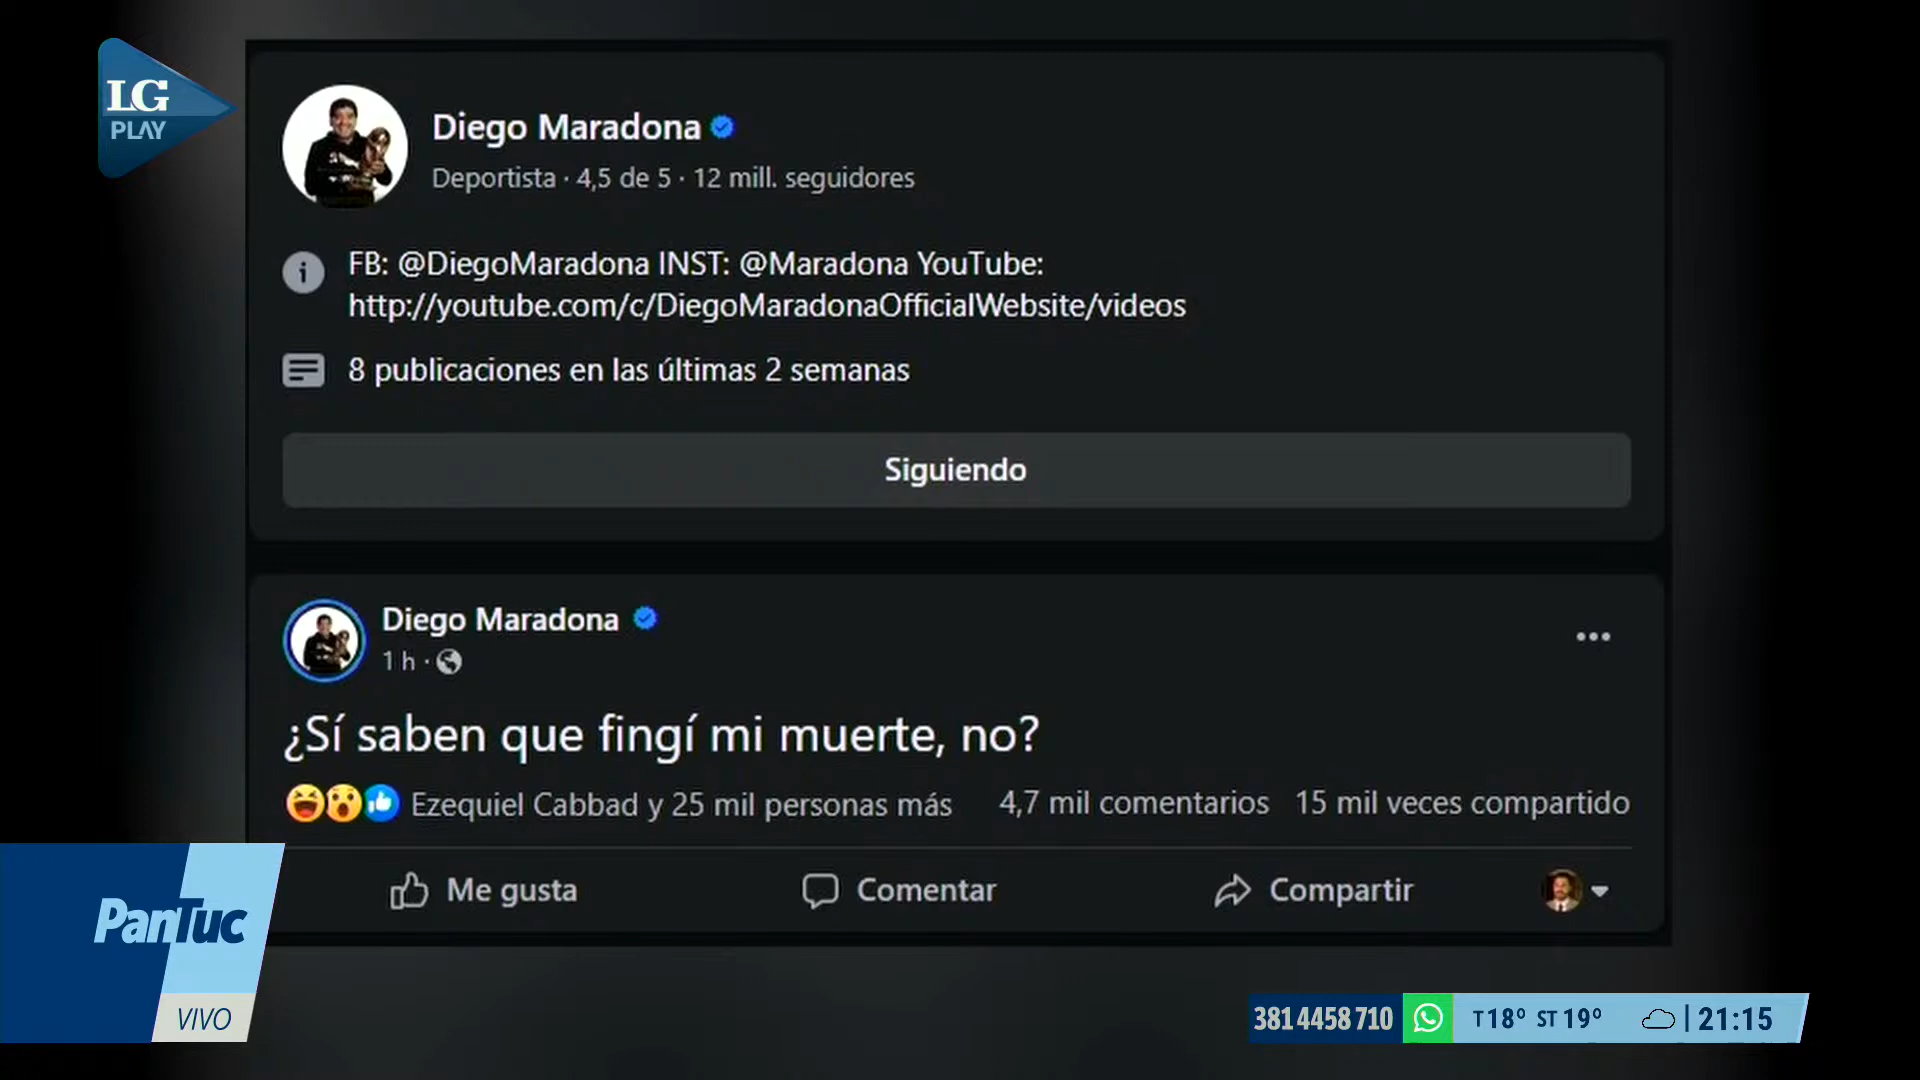 LG
PLAY
Diego Maradona
Deportista · 4,5 de 5 · 12 mill. seguidores
FB: @DiegoMaradona INST: @Maradona YouTube:
http://youtube.com/c/DiegoMaradonaOfficialWebsite/videos
8 publicaciones en las últimas 2 semanas
Siguiendo
Diego Maradona
1 h ·
¿Sí saben que fingí mi muerte, no?
Ezequiel Cabbad y 25 mil personas más 4,7 mil comentarios 15 mil veces compartido
Me gusta Comentar Compartir
PanTuc
VIVO
381 4458 710 T 18° ST 19° 21:15